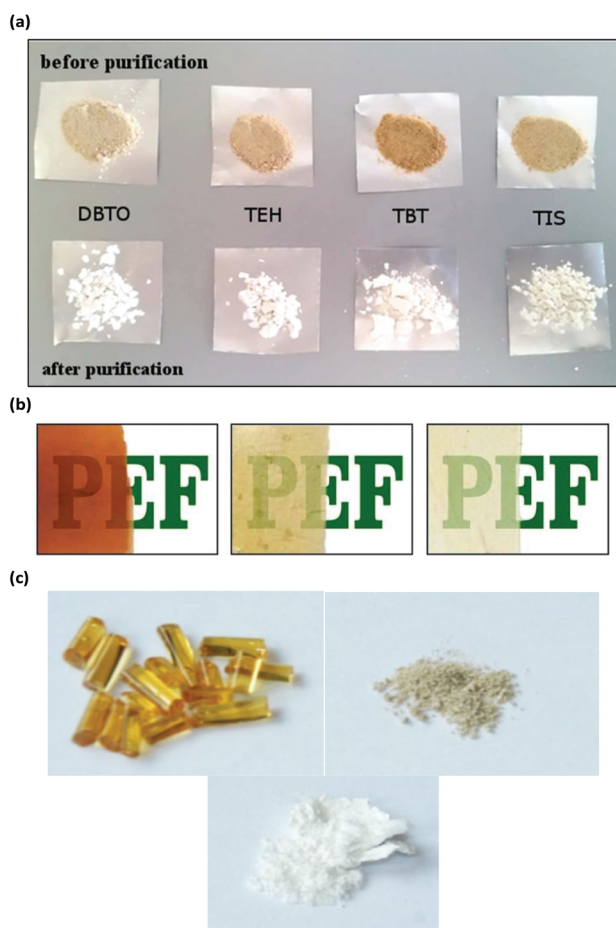 (a)
before purification
DBTO TEH TBT TIS
after purification
(b)
PEF PEF PEF
(c)